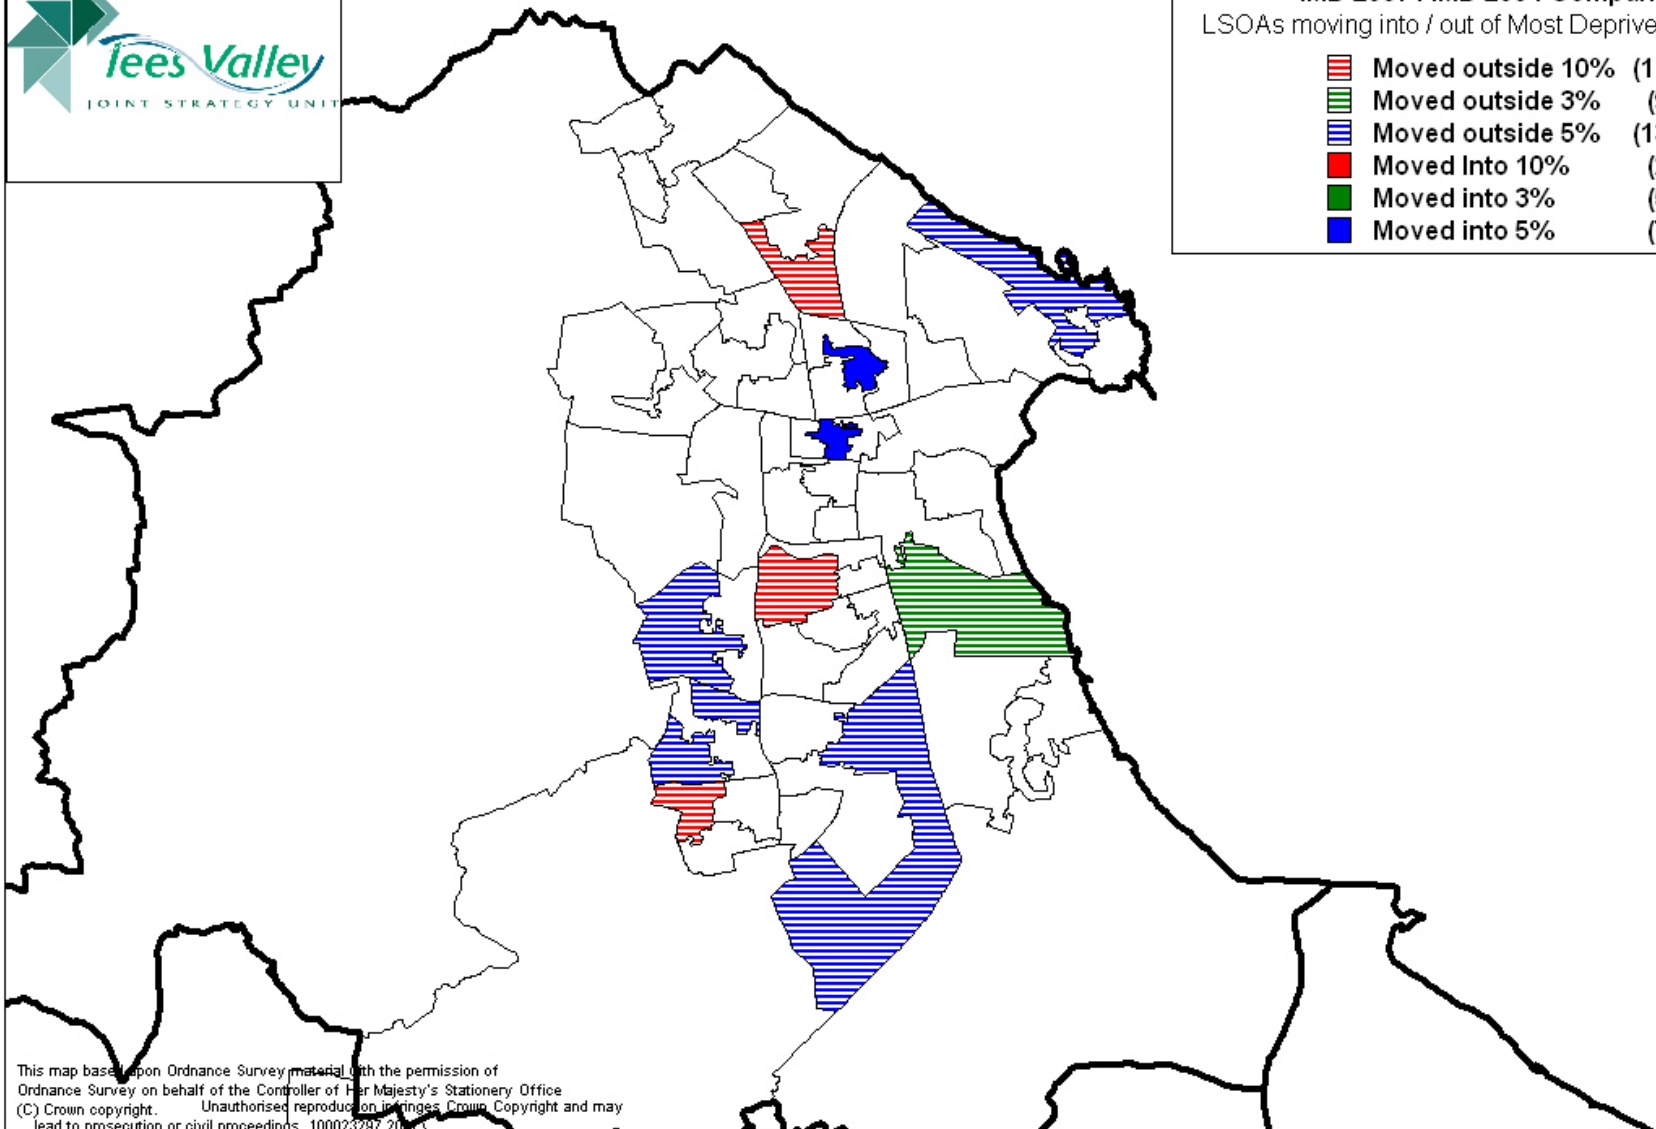 Tees Valley
JOINT STRATEGY UNIT
LSOAs moving into / out of Most
Moved outside 10% (1
Moved outside 3% (
Moved outside 5% (1
Moved Into 10% (
Moved into 3% (
Moved into 5% (
This map based upon Ordnance Survey material with the permission of
Ordnance Survey on behalf of the Controller of Her Majesty's Stationery Office
(C) Crown copyright. Unauthorised reproduction infringes Crown Copyright and may
lead to prosecution or civil proceedings. 100023297